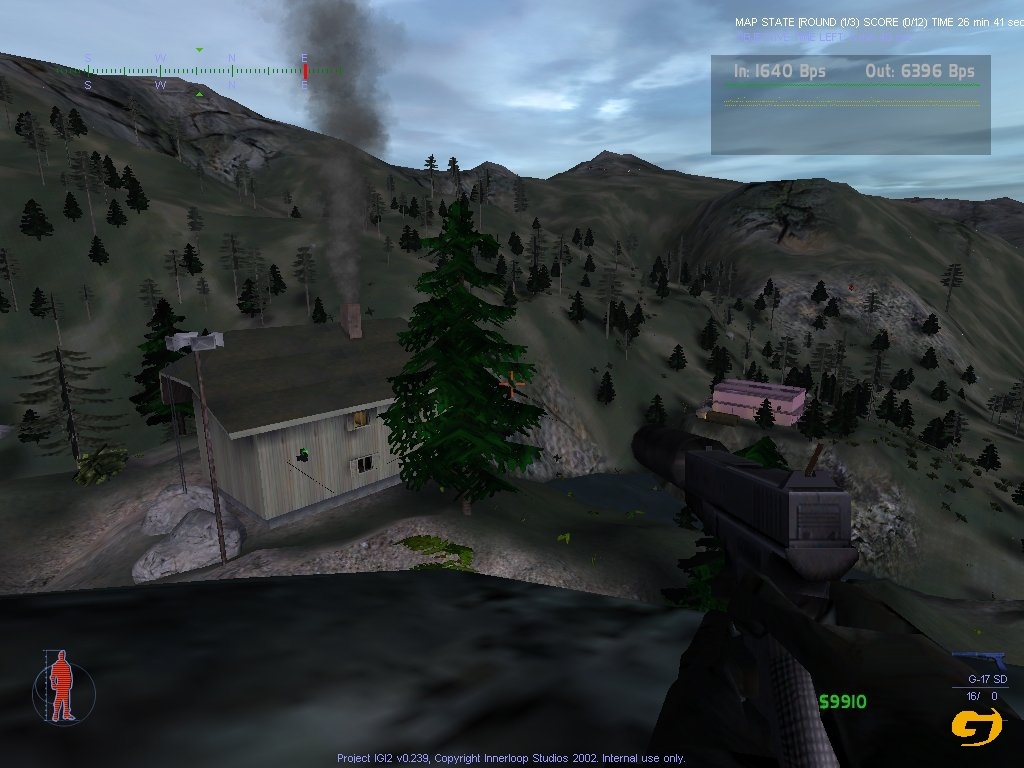 MAP STATE [ROUND (1/3) SCORE (0/12) TIME 26 min 41 sec
In: 1640 Bps Out: 6396 Bps
S W N E
S W N E
G-17 SD
16/ 0
$9910
Project IGI2 v0.239, Copyright Innerloop Studios 2002. Internal use only.